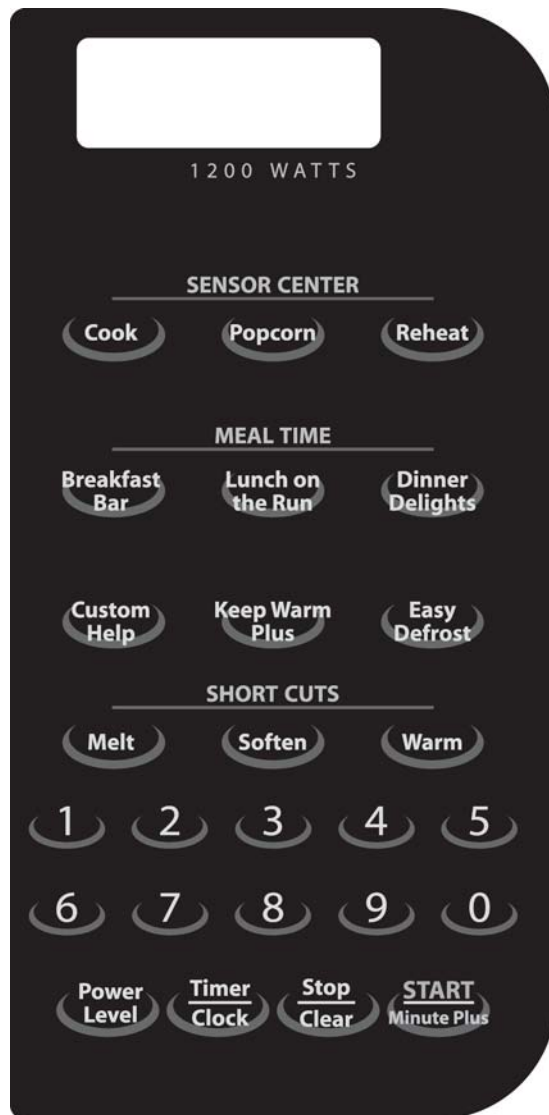 1200 WATTS
SENSOR CENTER
Cook Popcorn Reheat
MEAL TIME
Breakfast Bar
Lunch on the Run
Dinner Delights
Custom Help
Keep Warm Plus
Easy Defrost
SHORT CUTS
Melt Soften Warm
1 2 3 4 5
6 7 8 9 0
Power Level
Timer Clock
Stop Clear
START Minute Plus